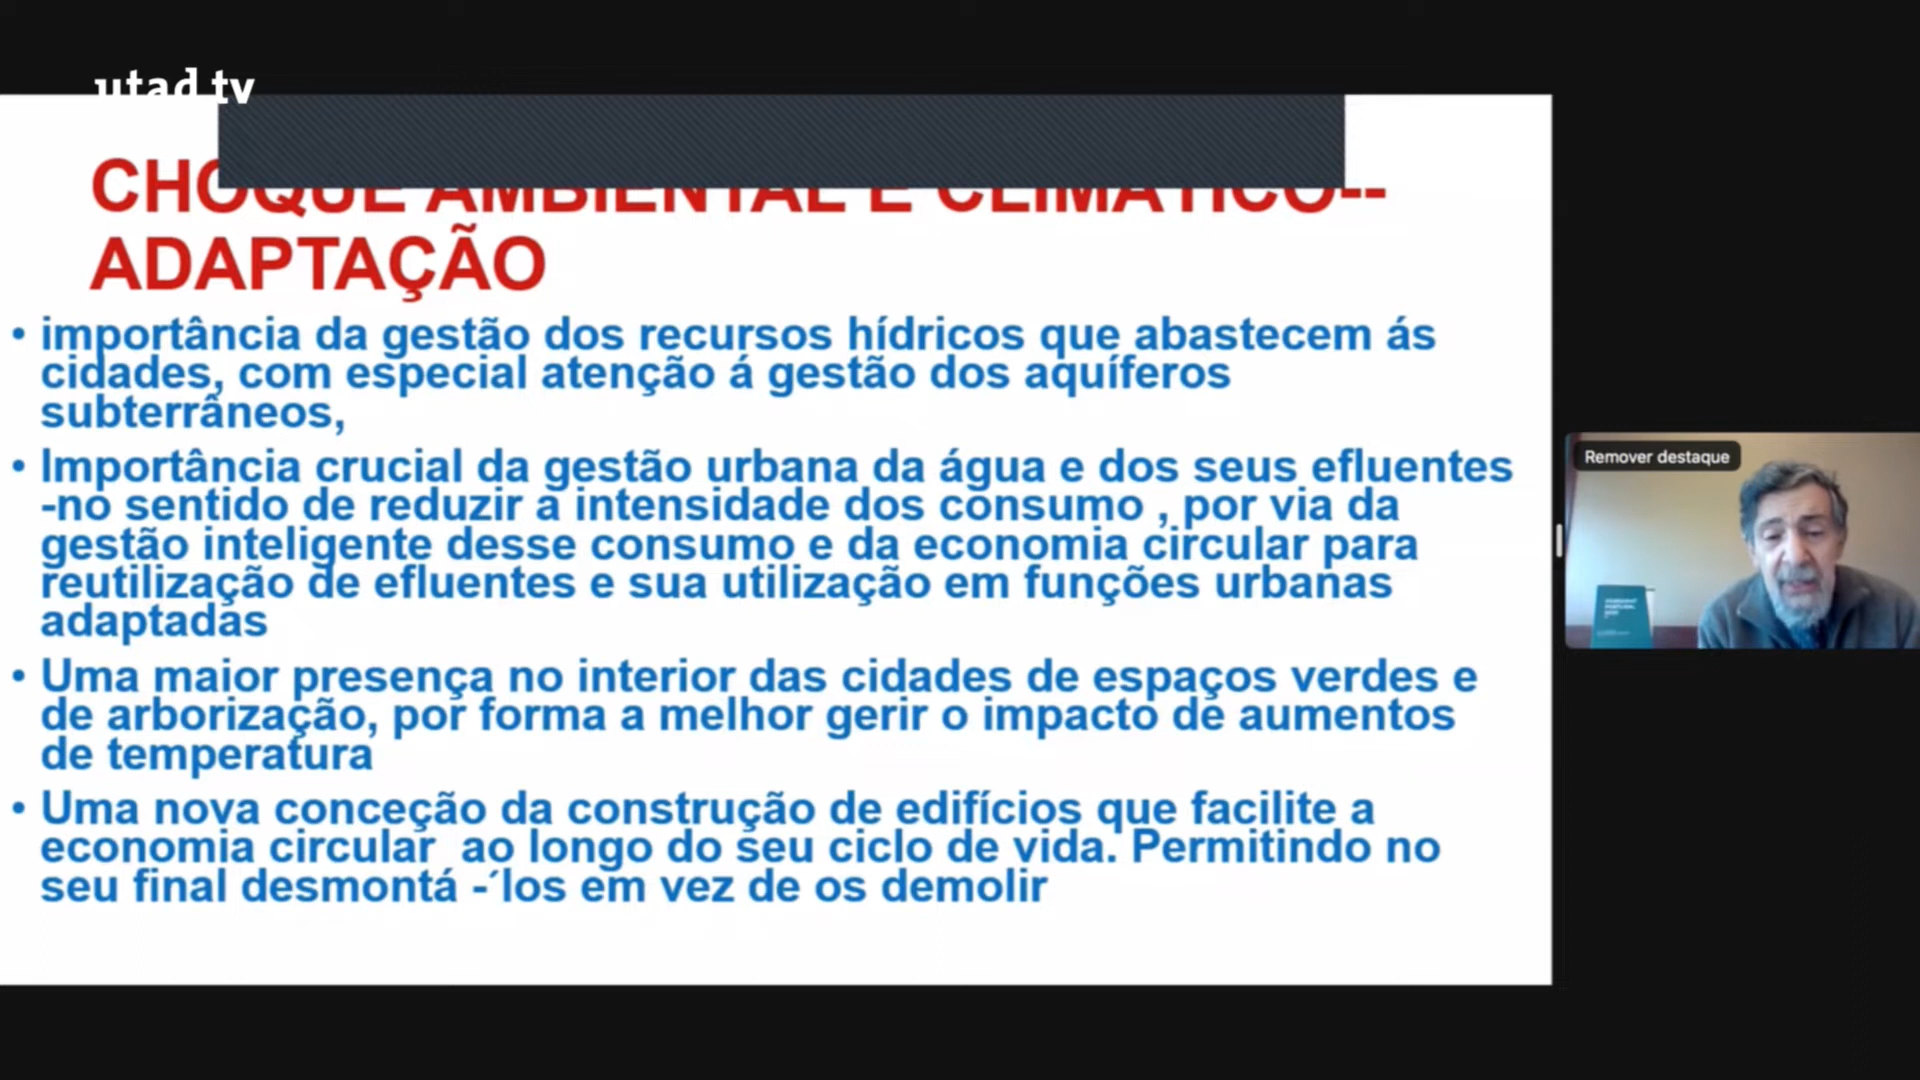 utad tv
CHOQUE AMBIENTAL E CLIMÁTICO--
ADAPTAÇÃO
• importância da gestão dos recursos hídricos que abastecem ás
cidades, com especial atenção á gestão dos aquíferos
subterrâneos,
• Importância crucial da gestão urbana da água e dos seus efluentes
-no sentido de reduzir a intensidade dos consumo , por via da
gestão inteligente desse consumo e da economia circular para
reutilização de efluentes e sua utilização em funções urbanas
adaptadas
• Uma maior presença no interior das cidades de espaços verdes e
de arborização, por forma a melhor gerir o impacto de aumentos
de temperatura
• Uma nova conceção da construção de edifícios que facilite a
economia circular  ao longo do seu ciclo de vida. Permitindo no
seu final desmontá -´los em vez de os demolir
Remover destaque